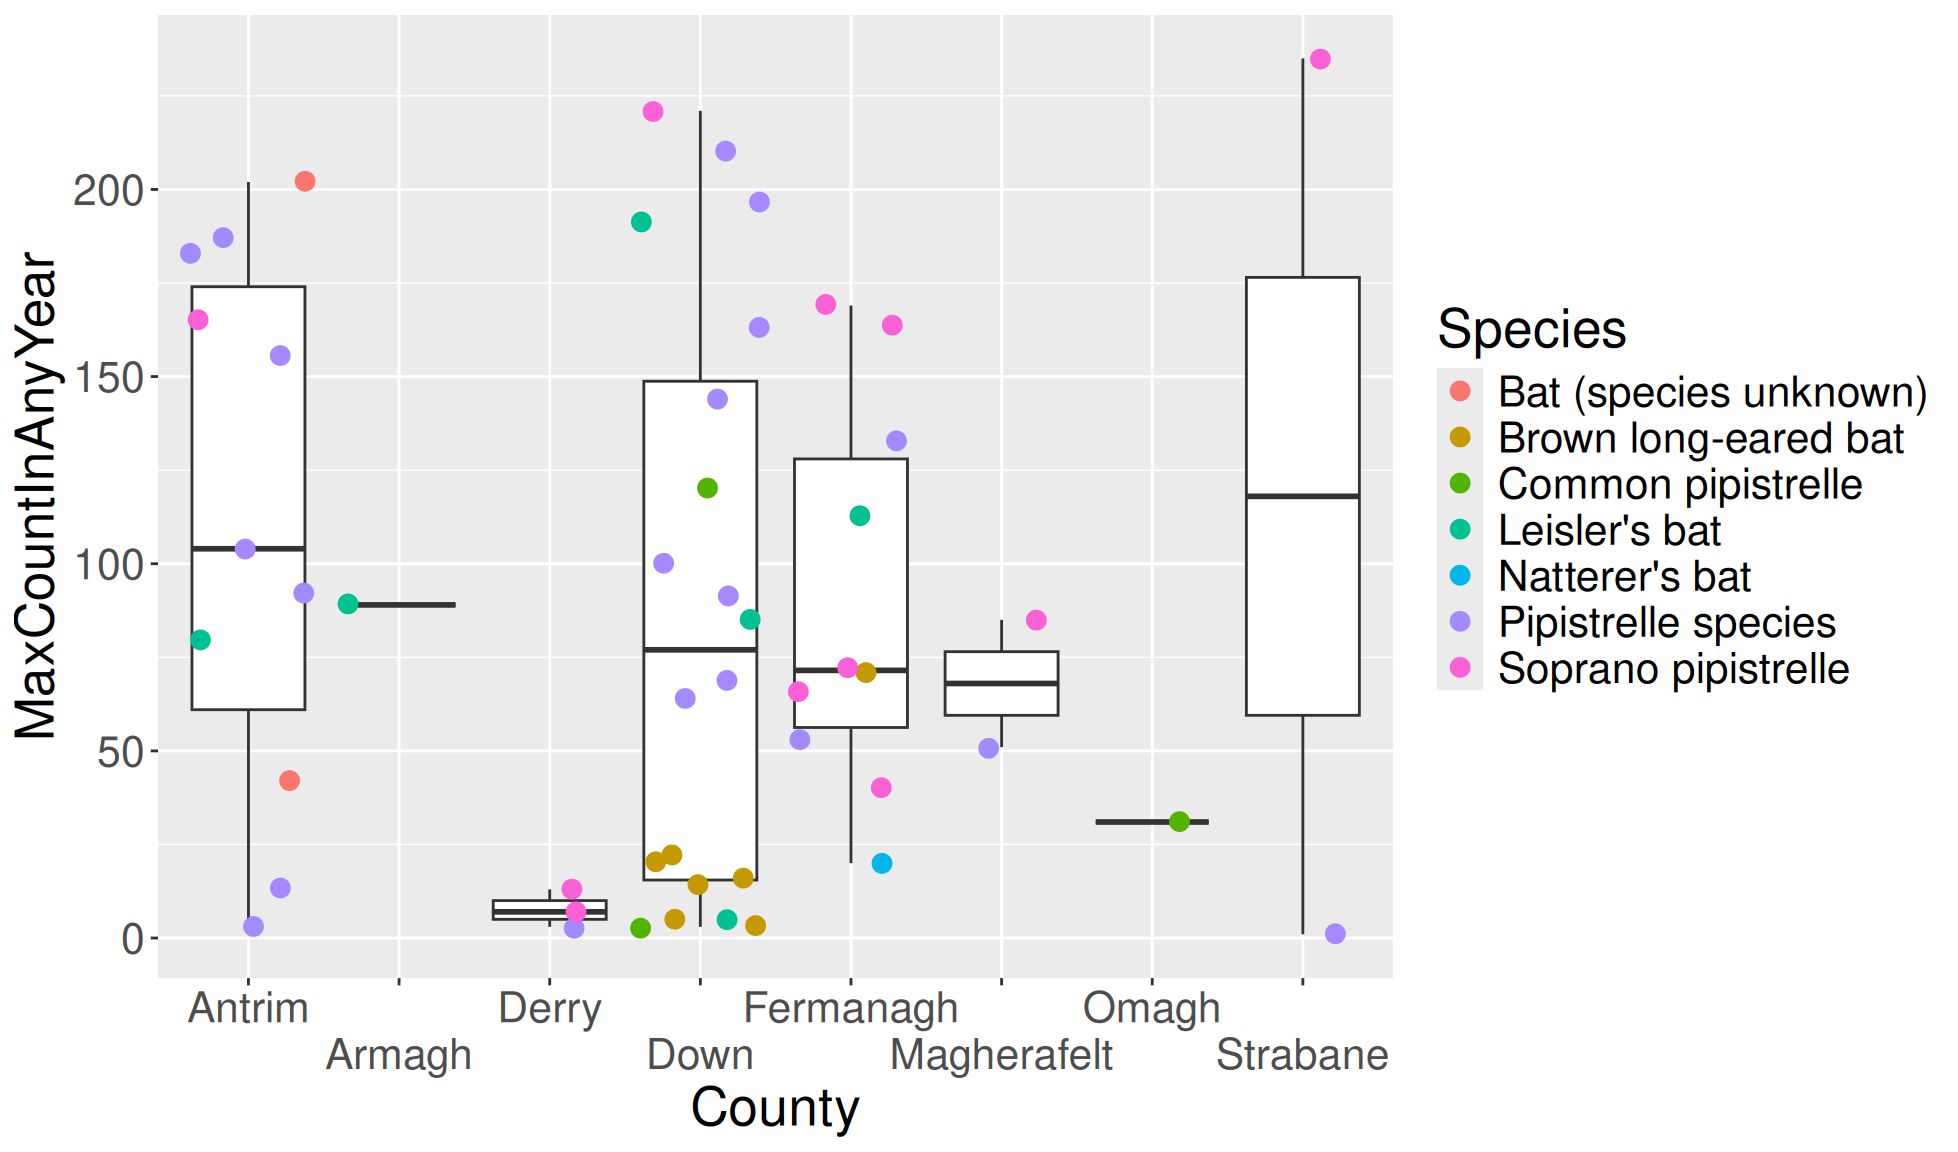 MaxCountInAnyYear
200
150
100
50
0
Antrim
Derry
Fermanagh
Omagh
Armagh
Down
Magherafelt
Strabane
County
Species
Bat (species unknown)
Brown long-eared bat
Common pipistrelle
Leisler's bat
Natterer's bat
Pipistrelle species
Soprano pipistrelle